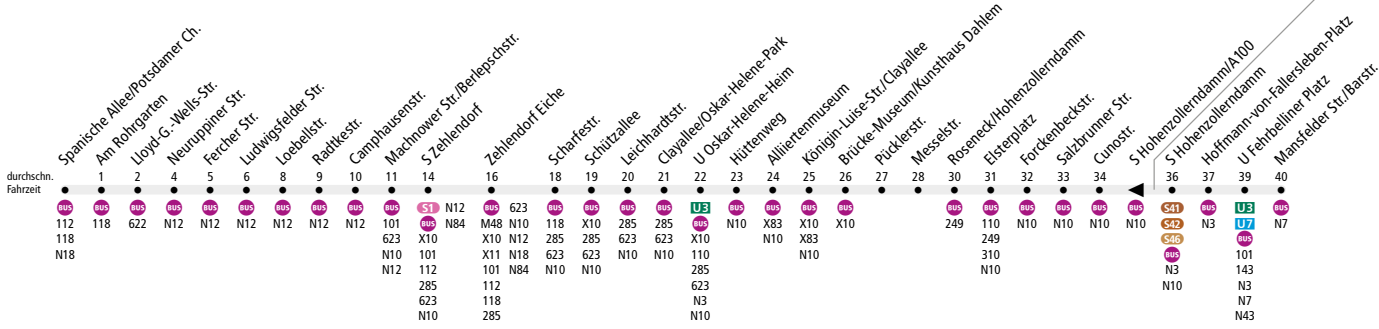 Spanische Allee/Potsdamer Ch.
Am Rohrgarten
Lloyd-G.-Wells-Str.
Neuruppiner Str.
Fercher Str.
Ludwigsfelder Str.
Loebellstr.
Radtkestr.
Camphausenstr.
Machnower Str./Berlepschstr.
S Zehlendorf
Zehlendorf Eiche
Scharfestr.
Schützallee
Leichhardtstr.
Clayallee/Oskar-Helene-Park
U Oskar-Helene-Heim
Hüttenweg
Alliiertenmuseum
Königin-Luise-Str./Clayallee
Brücke-Museum/Kunsthaus Dahlem
Pücklerstr.
Messelstr.
Roseneck/Hohenzollerndamm
Elsterplatz
Forckenbeckstr.
Salzbrunner Str.
Cunostr.
S Hohenzollerndamm/A100
S Hohenzollerndamm
Hoffmann-von-Fallersleben-Platz
U Fehrbelliner Platz
Mansfelder Str./Barstr.
durchschn. 1 2 4 5 6 8 9 10 11 14 16 18 19 20 21 22 23 24 25 26 27 28 30 31 32 33 34 36 37 39 40
Fahrzeit
BUS BUS BUS BUS BUS BUS BUS BUS BUS BUS S1 N12 BUS 623 BUS BUS BUS BUS U3 BUS BUS BUS BUS BUS BUS BUS BUS BUS BUS S41 BUS U3 BUS
112 118 622 N12 N12 N12 N12 N12 N12 101 BUS N84 M48 N10 118 X10 285 285 BUS N10 X83 X10 X10 249 110 N10 N10 N10 N10 S42 N3 U7 N7
118 623 X10 X10 N12 285 285 623 623 X10 N10 X83 249 S46 BUS
N18 N10 101 X11 N18 623 623 N10 N10 110 N10 310 BUS 101
N12 112 101 N84 N10 N10 285 N10 N3 143
285 112 623 N10 N3
623 118 N3 N7
N10 285 N10 N43